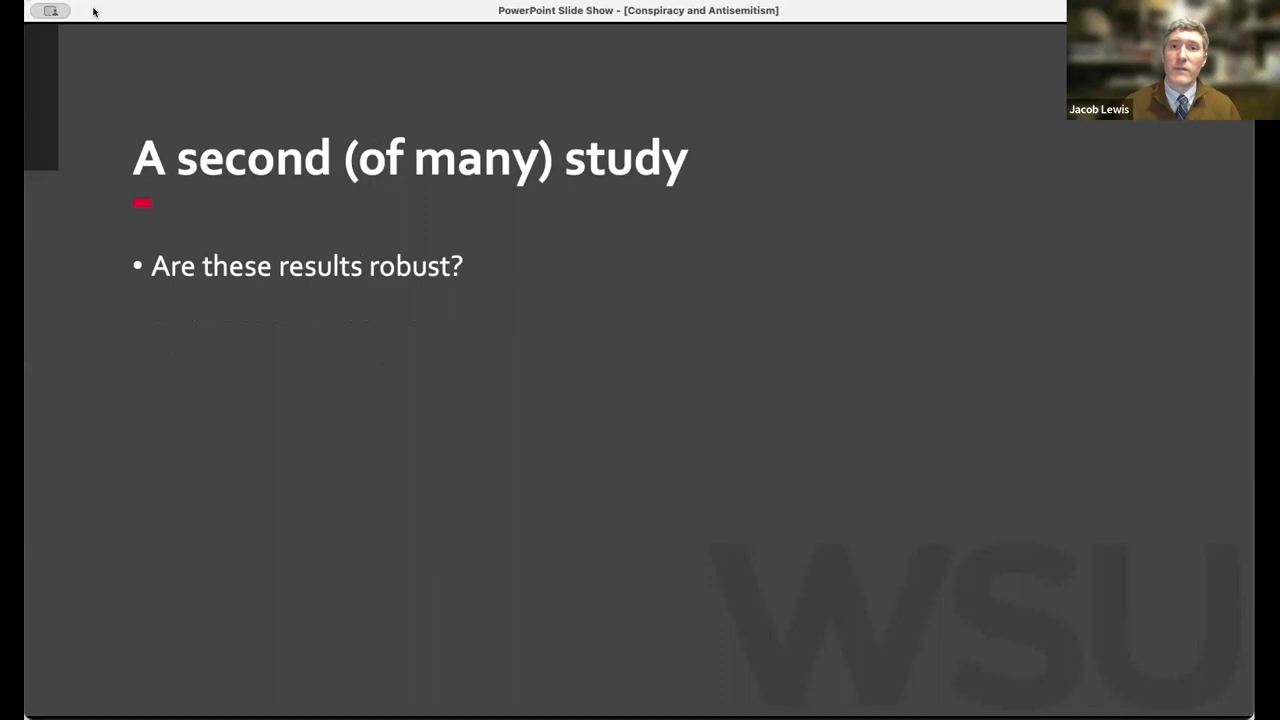 PowerPoint Slide Show - [Conspiracy and Antisemitism]
Jacob Lewis
A second (of many) study
• Are these results robust?
WSU